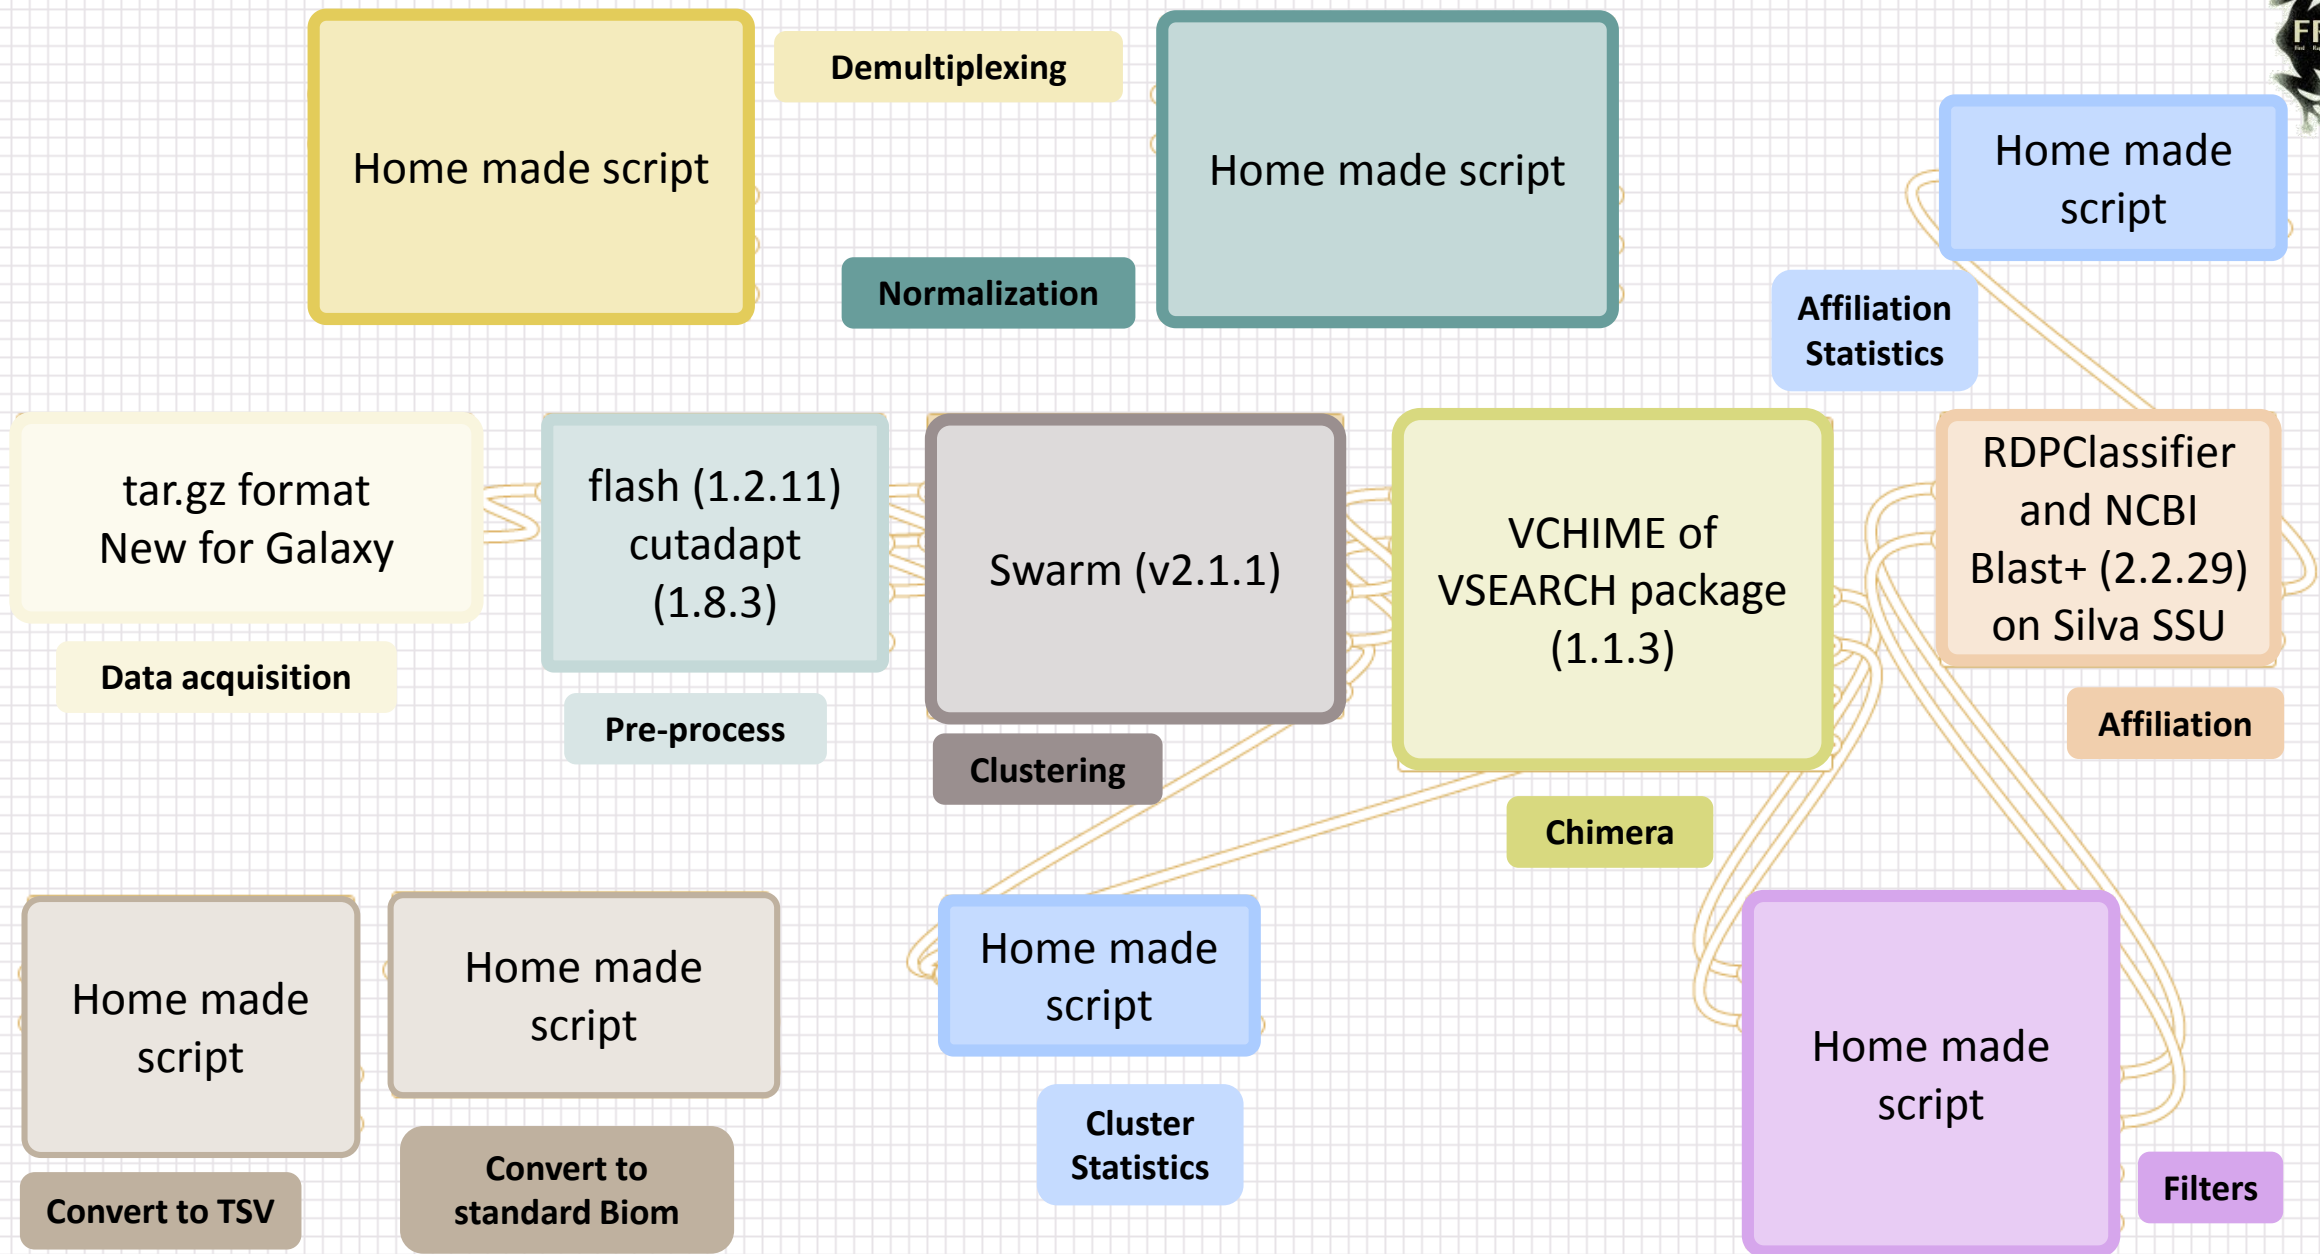 Home made script
Demultiplexing
Normalization
Home made script
Home made
script
Affiliation
Statistics
tar.gz format
New for Galaxy
Data acquisition
flash (1.2.11)
cutadapt
(1.8.3)
Pre-process
Swarm (v2.1.1)
Clustering
VCHIME of
VSEARCH package
(1.1.3)
Chimera
RDPClassifier
and NCBI
Blast+ (2.2.29)
on Silva SSU
Affiliation
Home made
script
Convert to TSV
Home made
script
Convert to
standard Biom
Home made
script
Cluster
Statistics
Home made
script
Filters